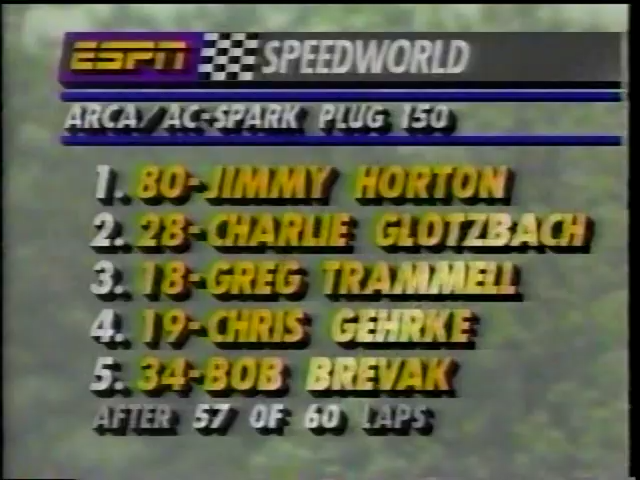 ESPN SPEEDWORLD
ARCA/AC-SPARK PLUG 150
1. 80-JIMMY HORTON
2. 28-CHARLIE GLOTZBACH
3. 18-GREG TRAMMELL
4. 19-CHRIS GEHRKE
5. 34-BOB BREVAK
AFTER 57 OF 60 LAPS